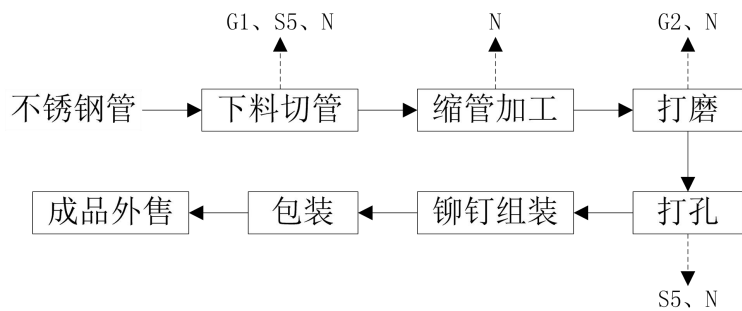 G1、S5、N
N
G2、N
不锈钢管
下料切管
缩管加工
打磨
成品外售
包装
铆钉组装
打孔
S5、N